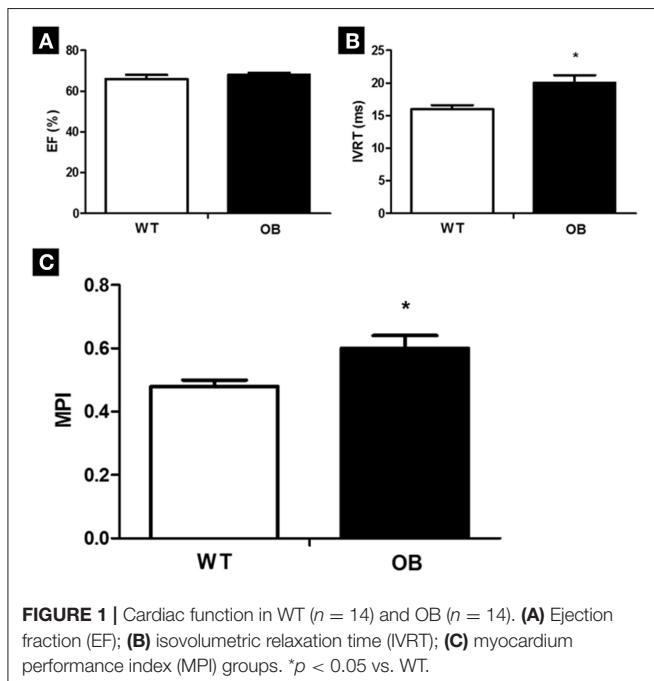 A
80
60
40
20
0
EF (%)
WT
OB
B
25
20
15
10
5
0
IVRT (ms)
*
WT
OB
C
0.8
0.6
0.4
0.2
0.0
MPI
*
WT
OB
FIGURE 1 | Cardiac function in WT (n = 14) and OB (n = 14). (A) Ejection
fraction (EF); (B) isovolumetric relaxation time (IVRT); (C) myocardium
performance index (MPI) groups. *p < 0.05 vs. WT.